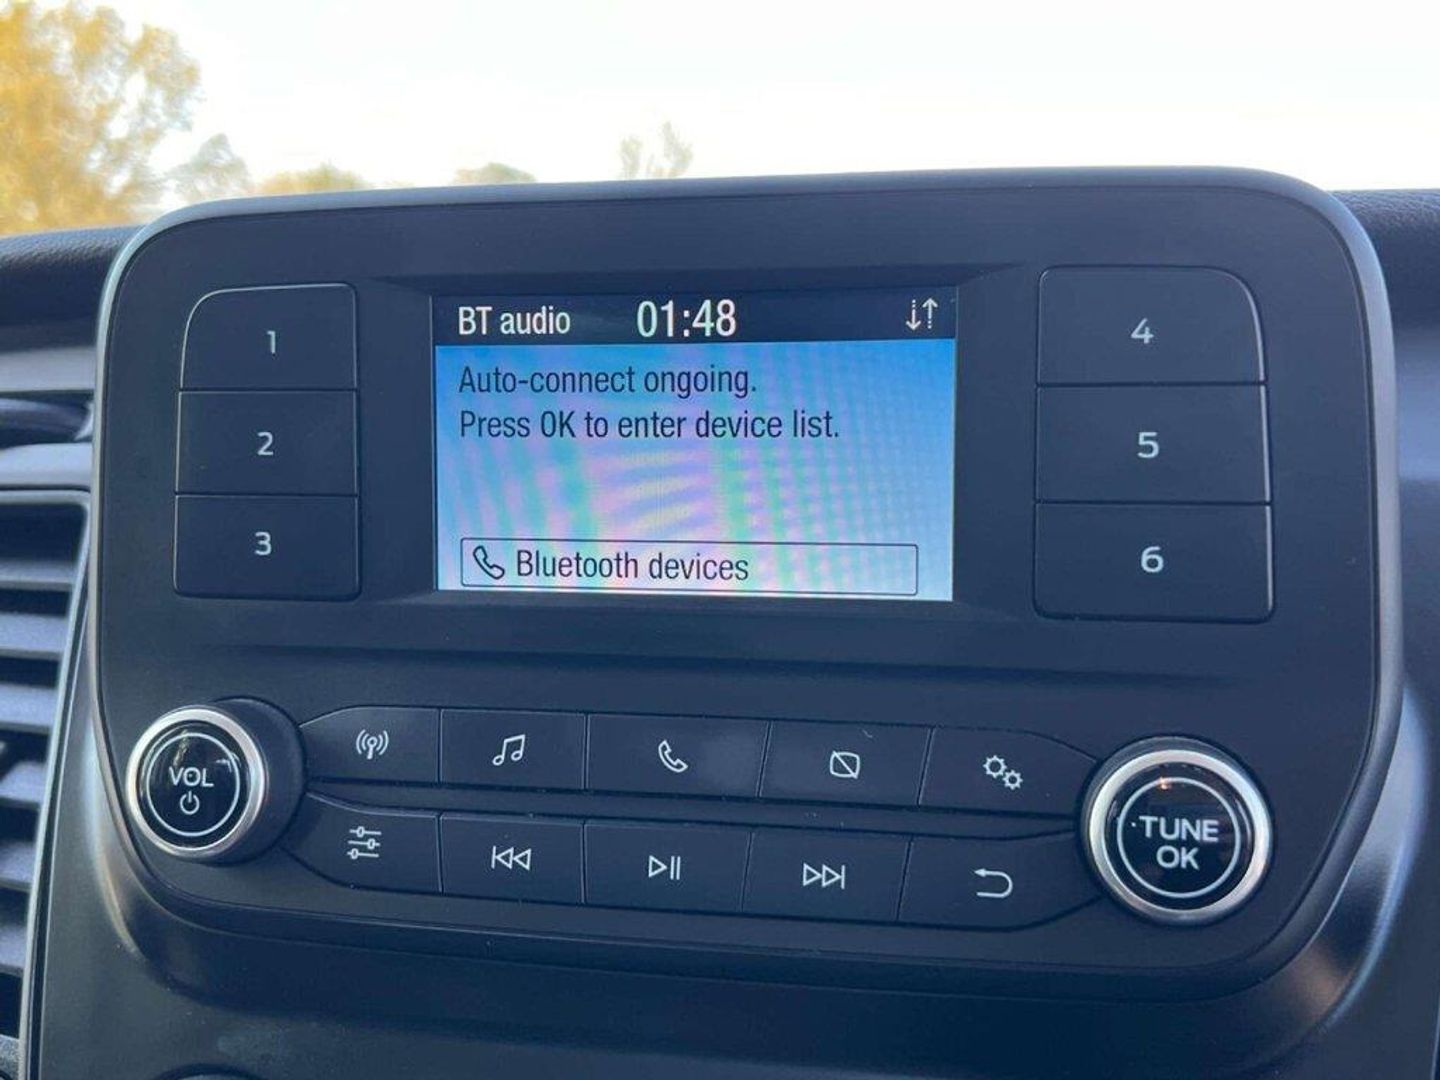 BT audio 01:48
Auto-connect ongoing.
Press OK to enter device list.
Bluetooth devices
1
2
3
4
5
6
VOL
TUNE
OK